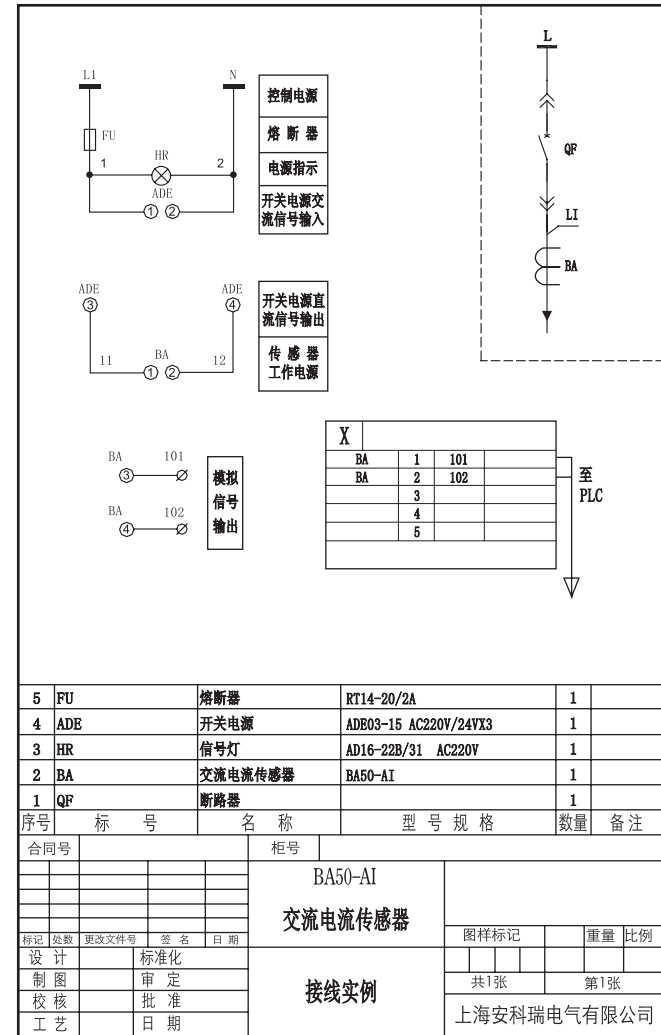 L1 N
控制电源
FU
熔断器
1 HR 2
电源指示
ADE
① ②
开关电源交
流信号输入
L
QF
LI
BA
ADE ADE
③ ④
开关电源直
流信号输出
11 BA 12
① ②
传感器
工作电源
BA 101
③
BA 102
④
模拟
信号
输出
X
BA 1 101
BA 2 102
3
4
5
至
PLC
5 FU 熔断器 RT14-20/2A 1
4 ADE 开关电源 ADE03-15 AC220V/24VX3 1
3 HR 信号灯 AD16-22B/31 AC220V 1
2 BA 交流电流传感器 BA50-AI 1
1 QF 断路器 1
序号 标号 名称 型号规格 数量 备注
合同号 柜号
BA50-AI
交流电流传感器
标记 处数 更改文件号 签名 日期
图样标记 重量 比例
设计 标准化
制图 审定
校核 批准
工艺 日期
接线实例
共1张 第1张
上海安科瑞电气有限公司